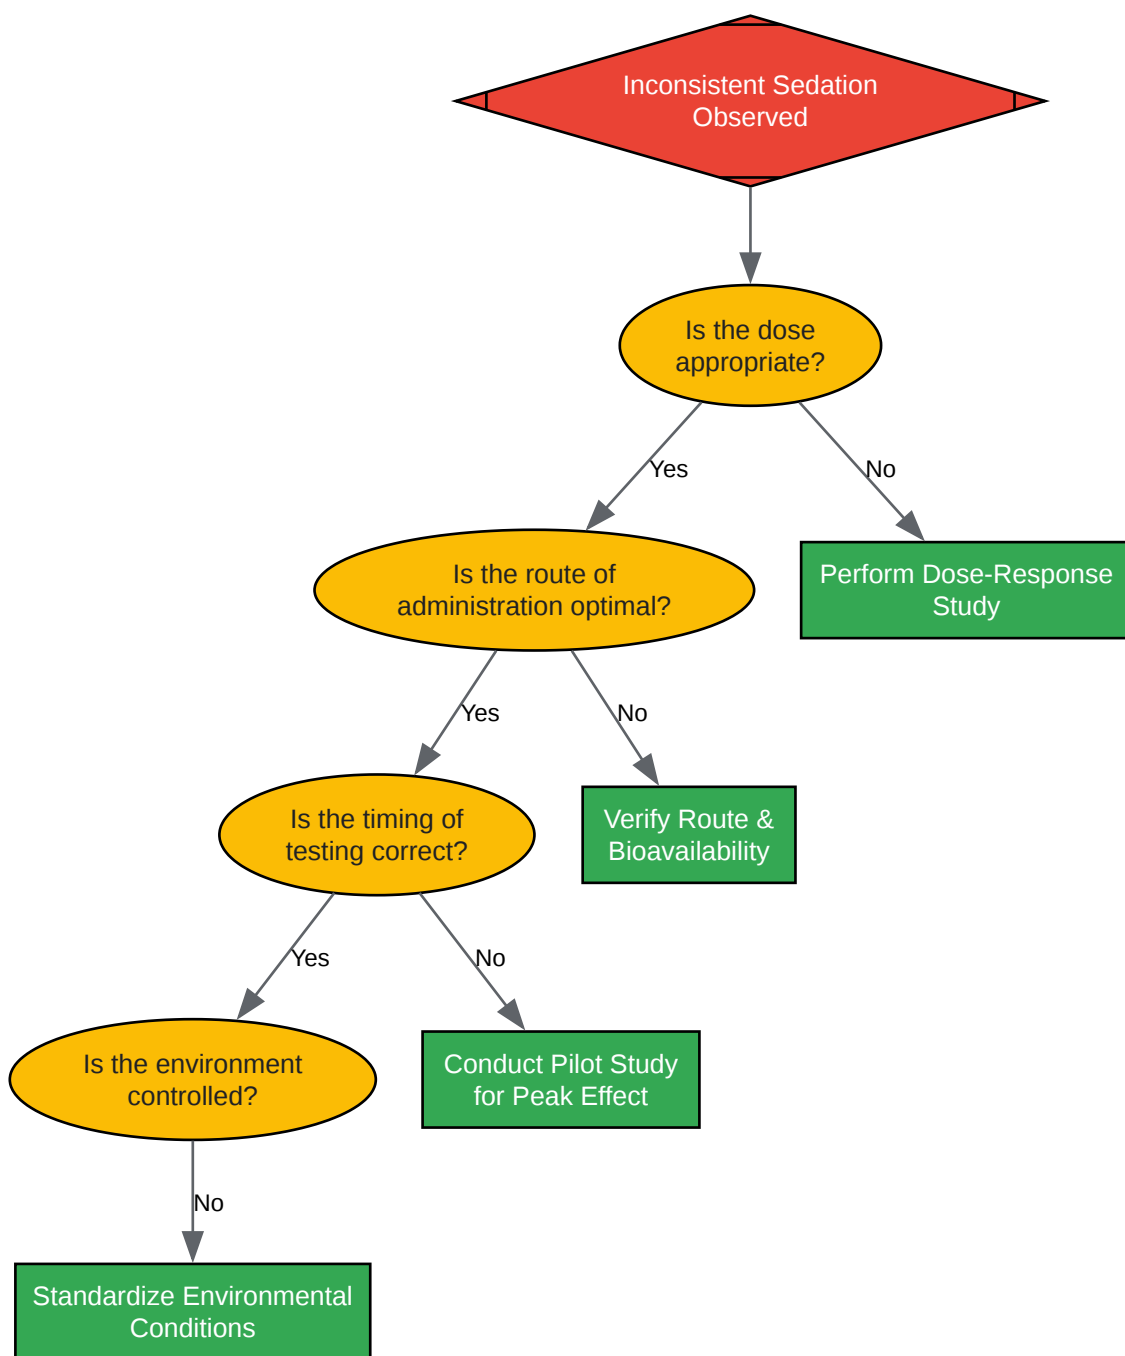 Inconsistent Sedation
Observed
Is the dose
appropriate?
Yes
No
Is the route of
administration optimal?
Perform Dose-Response
Study
Yes
No
Is the timing of
testing correct?
Verify Route &
Bioavailability
Yes
No
Is the environment
controlled?
Conduct Pilot Study
for Peak Effect
No
Standardize Environmental
Conditions